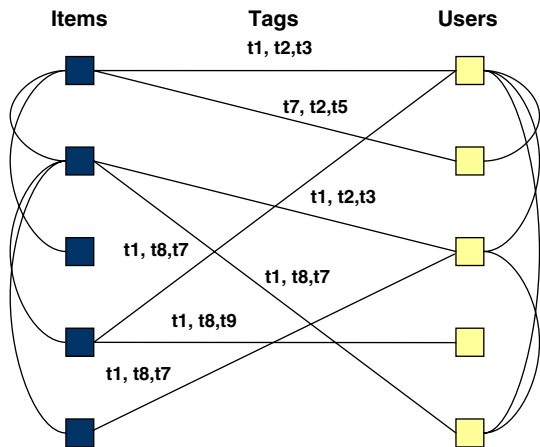 Items Tags Users
t1, t2,t3
t7, t2,t5
t1, t2,t3
t1, t8,t7
t1, t8,t7
t1, t8,t9
t1, t8,t7